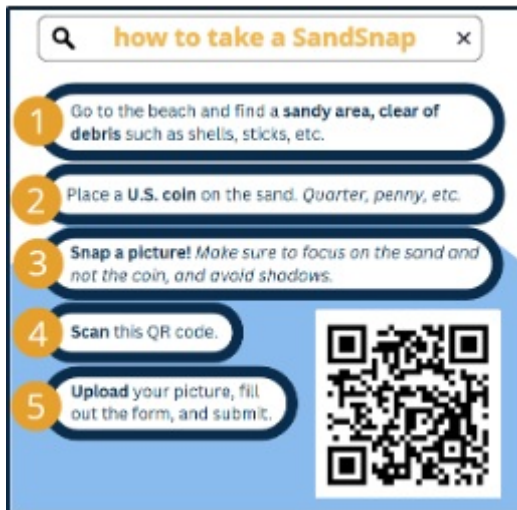 how to take a SandSnap
1
Go to the beach and find a sandy area, clear of
debris such as shells, sticks, etc.
2
Place a U.S. coin on the sand. Quarter, penny, etc.
3
Snap a picture! Make sure to focus on the sand and
not the coin, and avoid shadows.
4
Scan this QR code.
5
Upload your picture, fill
out the form, and submit.